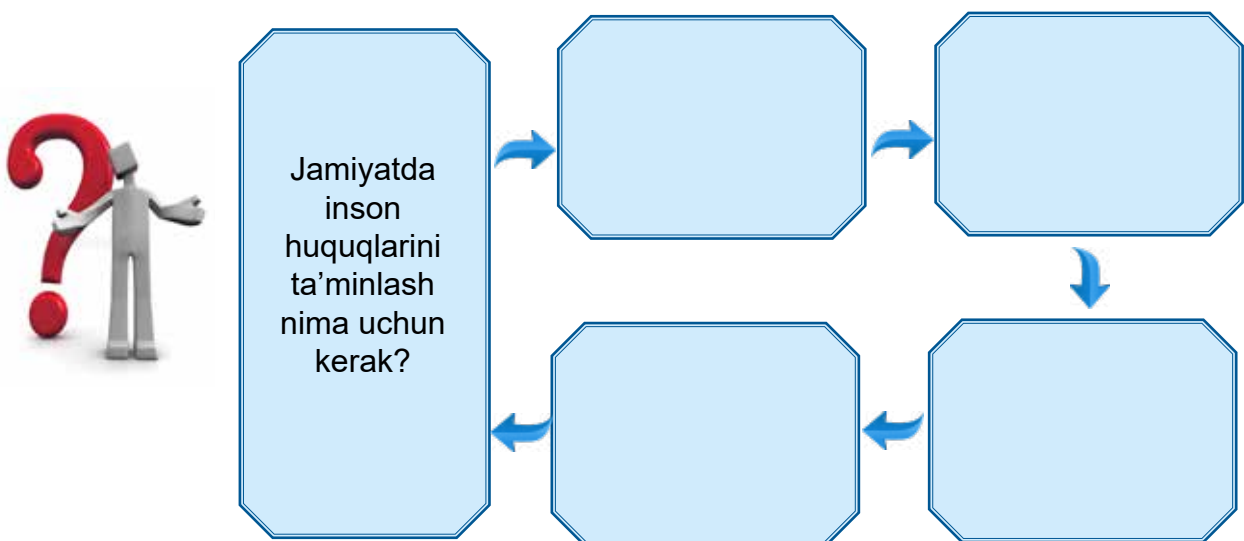 Jamiyatda
inson
huquqlarini
ta’minlash
nima uchun
kerak?